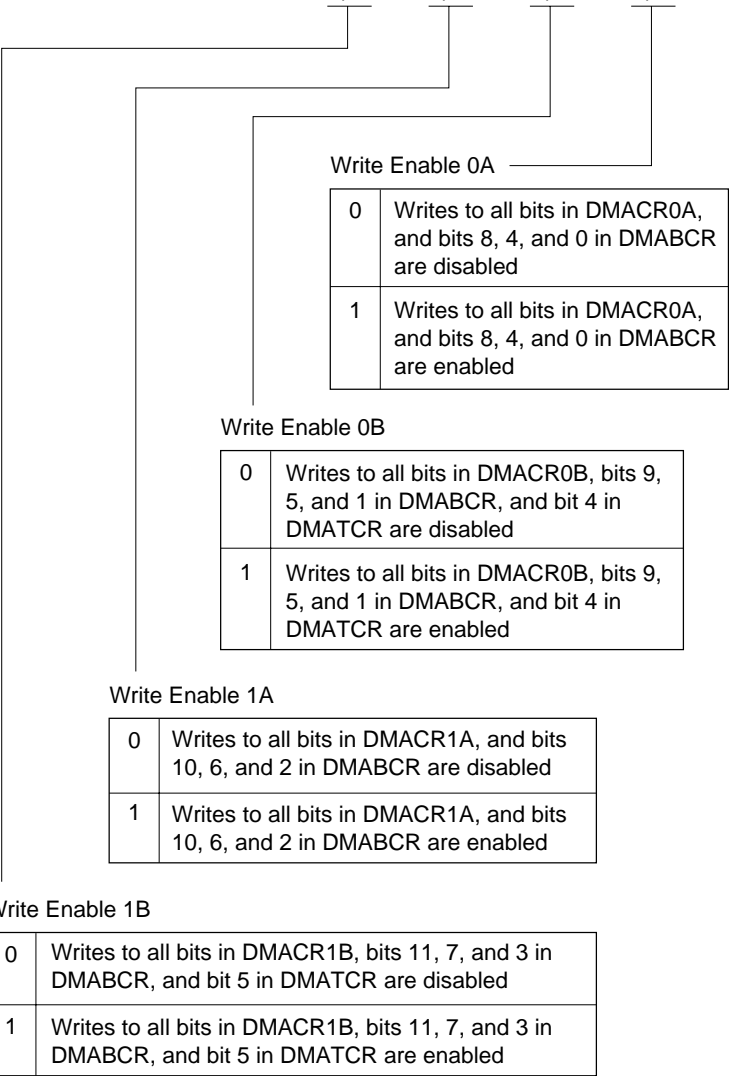 Write Enable 0A
0 Writes to all bits in DMACR0A,
and bits 8, 4, and 0 in DMABCR
are disabled
1 Writes to all bits in DMACR0A,
and bits 8, 4, and 0 in DMABCR
are enabled
Write Enable 0B
0 Writes to all bits in DMACR0B, bits 9,
5, and 1 in DMABCR, and bit 4 in
DMATCR are disabled
1 Writes to all bits in DMACR0B, bits 9,
5, and 1 in DMABCR, and bit 4 in
DMATCR are enabled
Write Enable 1A
0 Writes to all bits in DMACR1A, and bits
10, 6, and 2 in DMABCR are disabled
1 Writes to all bits in DMACR1A, and bits
10, 6, and 2 in DMABCR are enabled
Write Enable 1B
0 Writes to all bits in DMACR1B, bits 11, 7, and 3 in
DMABCR, and bit 5 in DMATCR are disabled
1 Writes to all bits in DMACR1B, bits 11, 7, and 3 in
DMABCR, and bit 5 in DMATCR are enabled